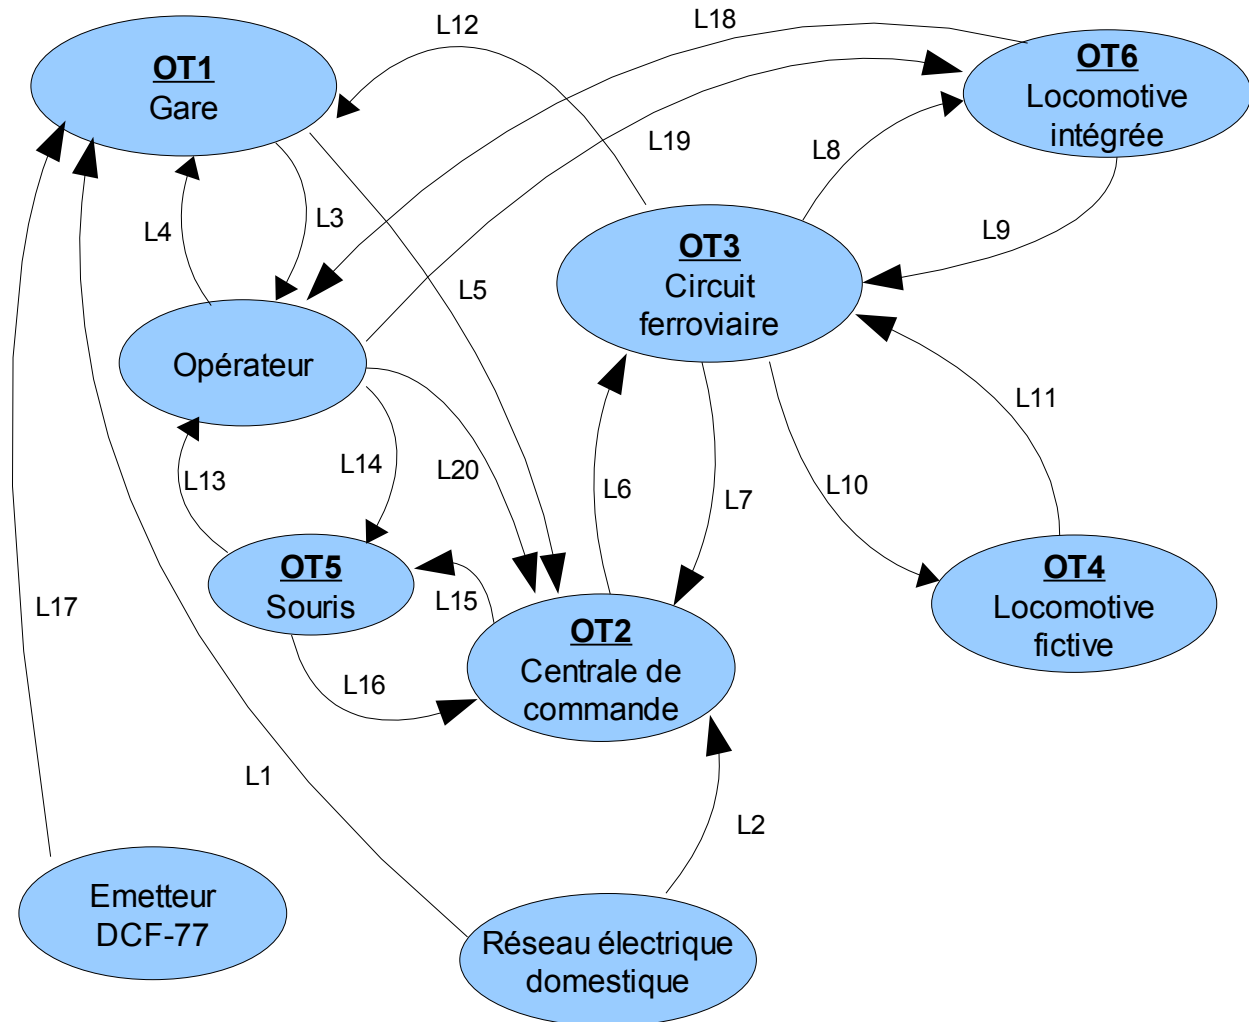 L18
L12
OT1
Gare
OT6
Locomotive
intégrée
L19
L8
L4
L3
L9
OT3
Circuit
ferroviaire
L5
Opérateur
L11
L13
L14
L20
L6
L7
L10
OT5
Souris
L15
OT4
Locomotive
fictive
L17
OT2
Centrale de
commande
L16
L1
L2
Emetteur
DCF-77
Réseau électrique
domestique